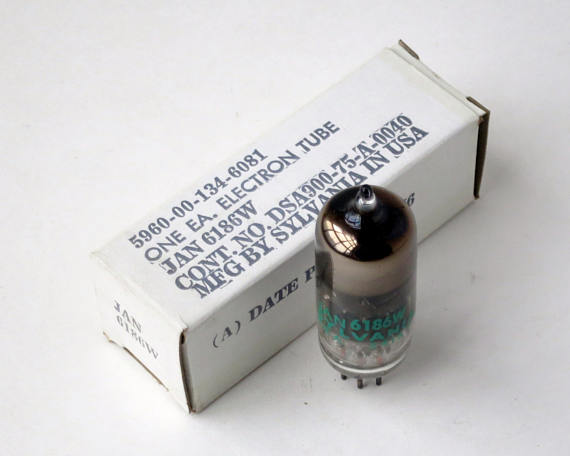 5960-00-134-6081
ONE EA. ELECTRON TUBE
JAN 6186W
CONT. NO. DSA900-75-A-0040
MFG BY SYLVANIA IN USA
(A) DATE
JAN
6186W
JAN 6186W
SYLVANIA